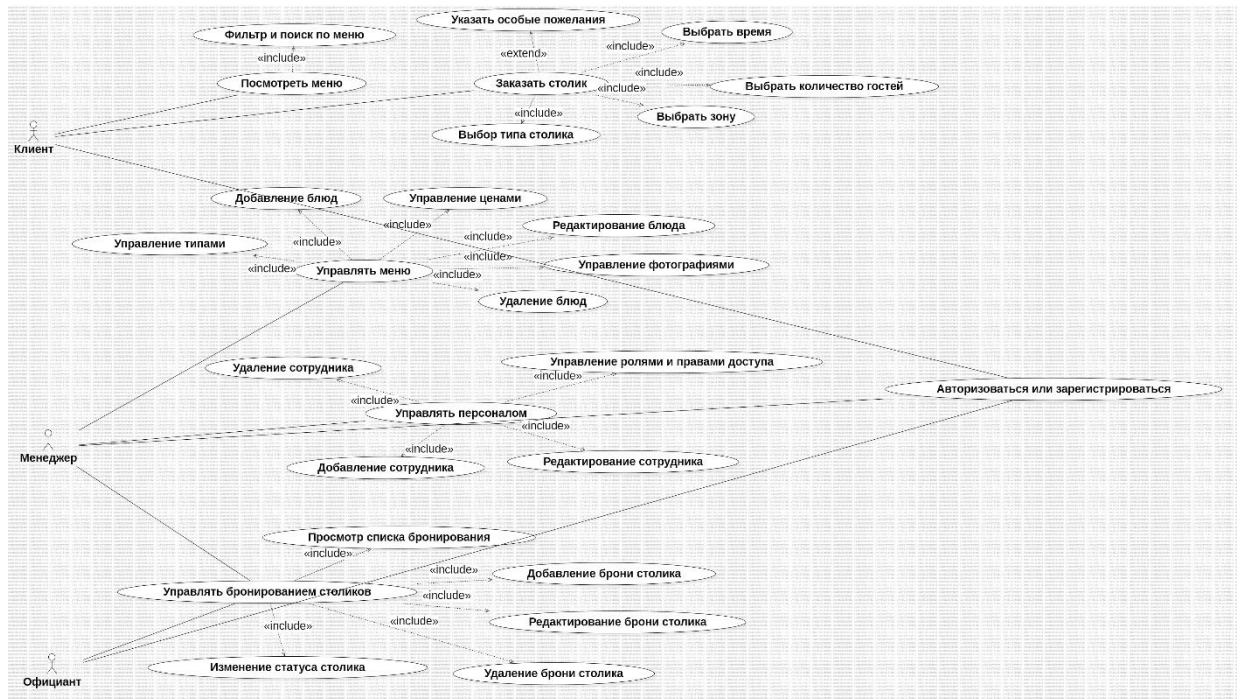 Указать особые пожелания
Фильтр и поиск по меню
Выбрать время
«include»
«extend»
«include»
Посмотреть меню
Заказать столик
«include»
Выбрать количество гостей
«include»
«include»
Выбрать зону
Выбор типа столика
Клиент
Добавление блюд
Управление ценами
«include»
Редактирование блюда
Управление типами
«include»
«include»
«include»
Управлять меню
«include»
Управление фотографиями
«include»
Удаление блюд
Удаление сотрудника
Управление ролями и правами доступа
«include»
Авторизоваться или зарегистрироваться
«include»
Управлять персоналом
«include»
«include»
Менеджер
Добавление сотрудника
Редактирование сотрудника
Просмотр списка бронирования
«include»
«include»
Добавление брони столика
Управлять бронированием столиков
«include»
«include»
«include»
Редактирование брони столика
Официант
Изменение статуса столика
Удаление брони столика